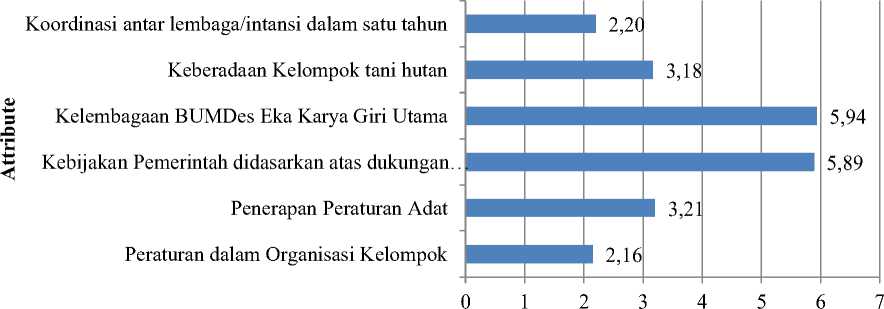 Attribute
Koordinasi antar lembaga/intansi dalam satu tahun 2,20
Keberadaan Kelompok tani hutan 3,18
Kelembagaan BUMDes Eka Karya Giri Utama 5,94
Kebijakan Pemerintah didasarkan atas dukungan… 5,89
Penerapan Peraturan Adat 3,21
Peraturan dalam Organisasi Kelompok 2,16
0 1 2 3 4 5 6 7